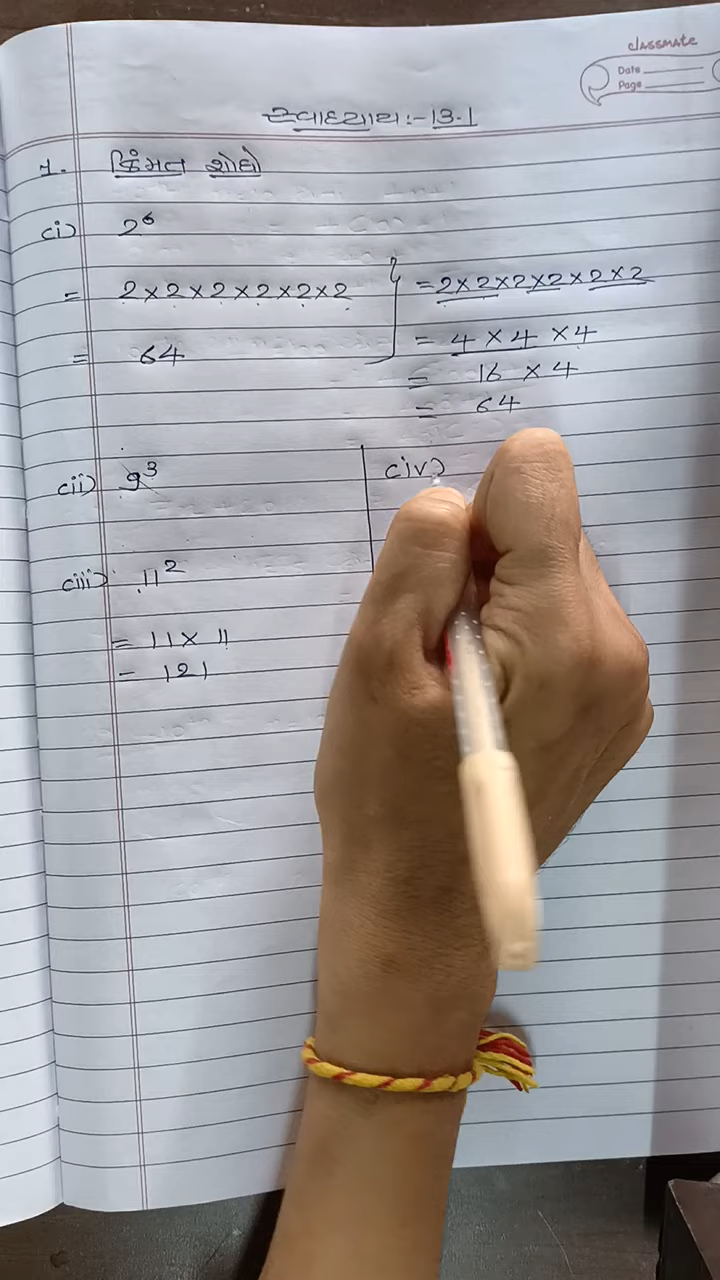 classmate
Date
Page
સ્વાધ્યાય:-13.1
1. કિંમત શોધો
(i) 2⁶
= 2×2×2×2×2×2
= 64
= 2×2×2×2×2×2
= 4 × 4 × 4
= 16 × 4
= 64
(ii) 9³
(iii) 11²
= 11 × 11
= 121
(iv)